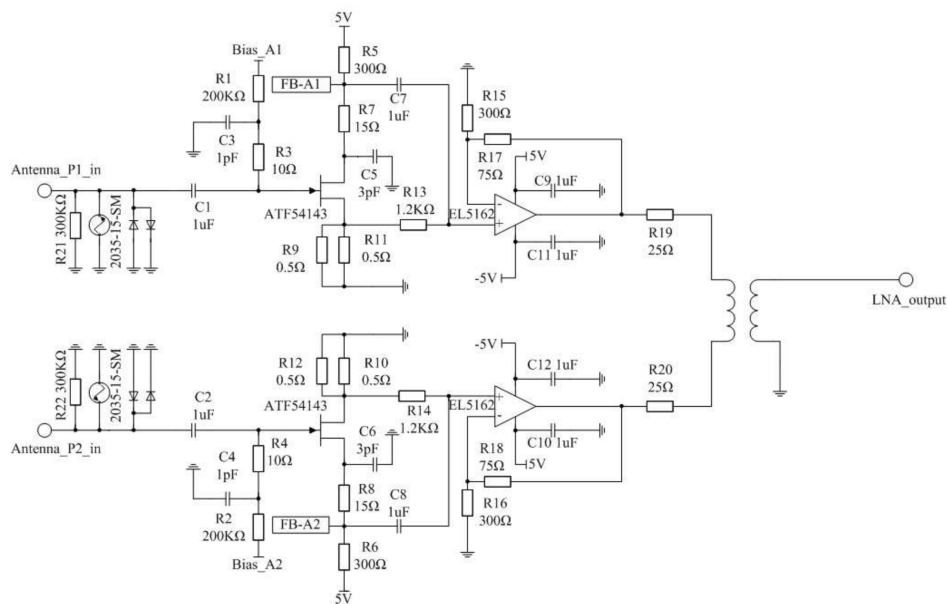 5V
Bias_A1
R5
300Ω
R1
200KΩ
FB-A1
C7
1uF
R15
300Ω
R7
15Ω
C3
1pF
R3
10Ω
R17
75Ω
5V
Antenna_P1_in
C5
3pF
C9 1uF
R13
1.2KΩ
C1
1uF
ATF54143
EL5162
-
+
R21 300KΩ
2035-15-SM
R9
0.5Ω
R11
0.5Ω
C11 1uF
R19
25Ω
-5V
LNA_output
-5V
R22 300KΩ
2035-15-SM
R12
0.5Ω
R10
0.5Ω
C12 1uF
R20
25Ω
C2
1uF
ATF54143
R14
1.2KΩ
EL5162
+
-
Antenna_P2_in
C6
3pF
C10 1uF
R4
10Ω
C4
1pF
R18
75Ω
5V
R8
15Ω
C8
1uF
R2
200KΩ
FB-A2
R16
300Ω
Bias_A2
R6
300Ω
5V